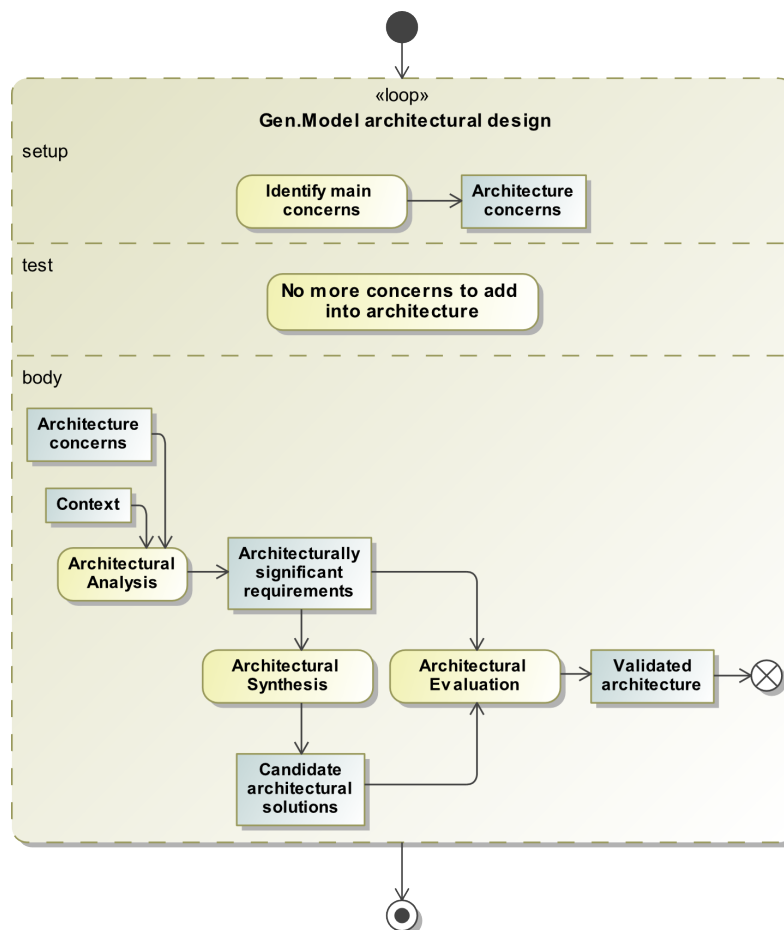 «loop»
Gen.Model architectural design
setup
Identify main
concerns
Architecture
concerns
test
No more concerns to add
into architecture
body
Architecture
concerns
Context
Architectural
Analysis
Architecturally
significant
requirements
Architectural
Synthesis
Architectural
Evaluation
Validated
architecture
Candidate
architectural
solutions